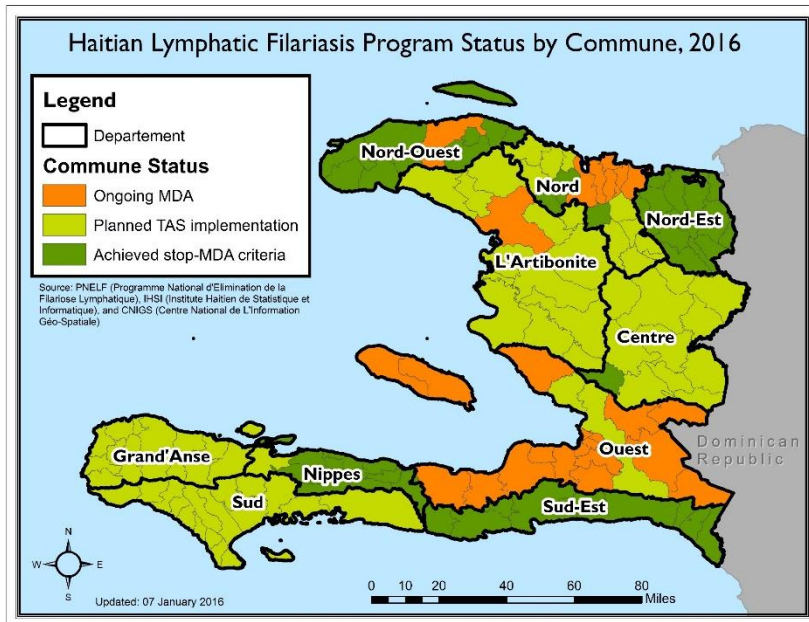 Haitian Lymphatic Filariasis Program Status by Commune, 2016
Legend
Departement
Commune Status
Ongoing MDA
Planned TAS implementation
Achieved stop-MDA criteria
Source: PNELF (Programme National d'Elimination de la
Filariose Lymphatique), IHSI (Institute Haitien de Statistique et
Informatique), and CNIGS (Centre National de L'Information
Géo-Spatiale)
Nord-Ouest
Nord
Nord-Est
L'Artibonite
Centre
Ouest
Dominican
Republic
Grand'Anse
Nippes
Sud
Sud-Est
N
W
E
S
Updated: 07 January 2016
0 20 40 60 80
Miles